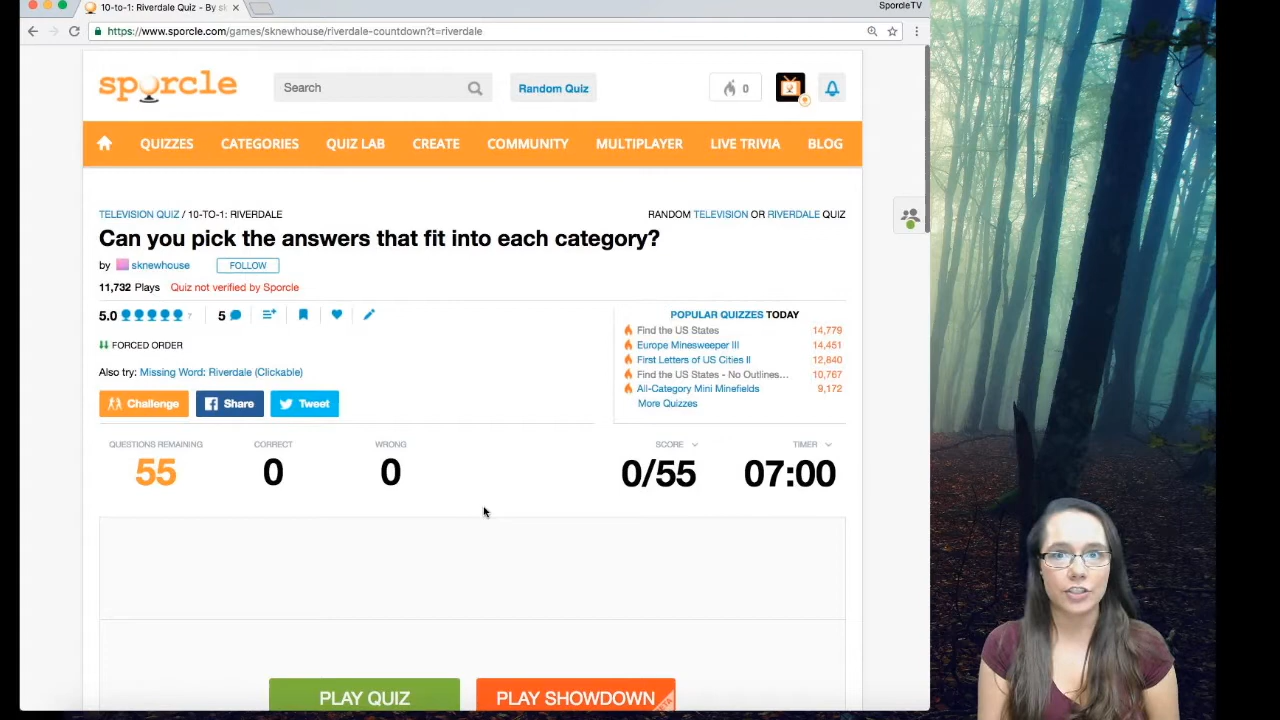 10-to-1: Riverdale Quiz - By sk
SporcleTV
https://www.sporcle.com/games/sknewhouse/riverdale-countdown?t=riverdale
sporcle
Search
Random Quiz
0
QUIZZES CATEGORIES QUIZ LAB CREATE COMMUNITY MULTIPLAYER LIVE TRIVIA BLOG
TELEVISION QUIZ / 10-TO-1: RIVERDALE
RANDOM TELEVISION OR RIVERDALE QUIZ
Can you pick the answers that fit into each category?
by sknewhouse FOLLOW
11,732 Plays Quiz not verified by Sporcle
5.0 5
FORCED ORDER
Also try: Missing Word: Riverdale (Clickable)
Challenge Share Tweet
POPULAR QUIZZES TODAY
Find the US States 14,779
Europe Minesweeper III 14,451
First Letters of US Cities II 12,840
Find the US States - No Outlines... 10,767
All-Category Mini Minefields 9,172
More Quizzes
QUESTIONS REMAINING CORRECT WRONG SCORE TIMER
55 0 0 0/55 07:00
PLAY QUIZ PLAY SHOWDOWN